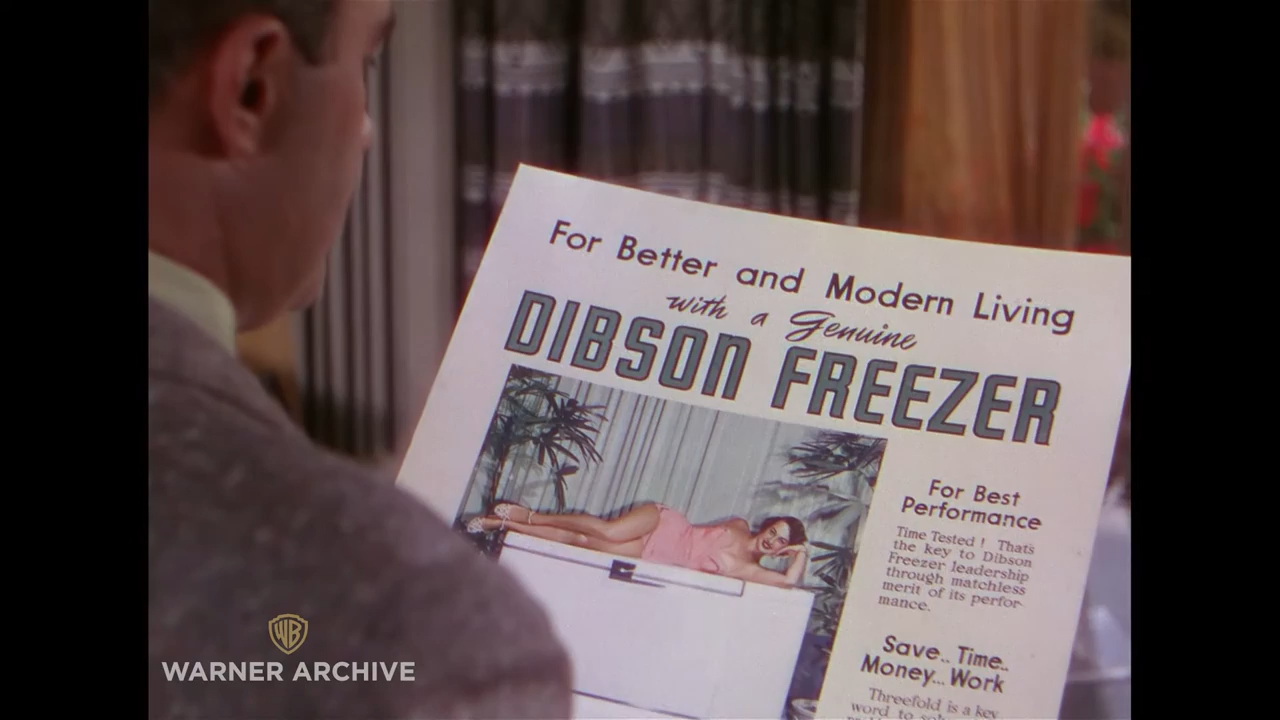 For Better and Modern Living
with a Genuine
DIBSON FREEZER
For Best
Performance
Time Tested ! Thats
the key to Dibson
Freezer leadership
through matchless
merit of its perfor-
mance.
Save.. Time..
Money... Work
Threefold is a key
word to
WB
WARNER ARCHIVE